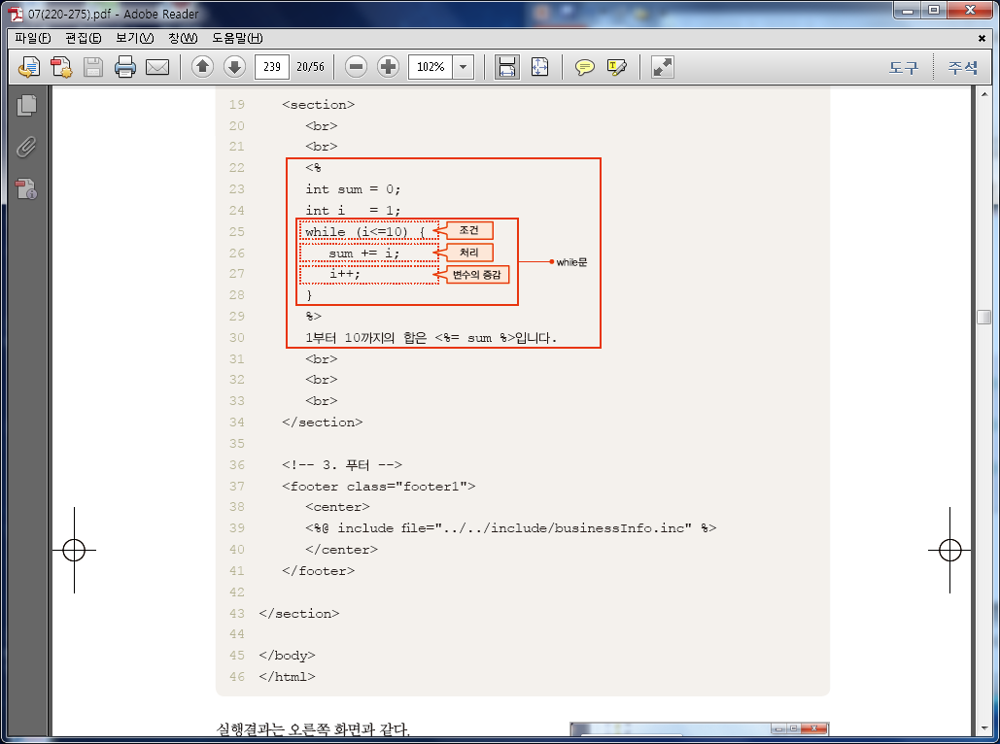 07(220-275).pdf - Adobe Reader
파일(F) 편집(E) 보기(V) 창(W) 도움말(H)
239 20/56 102% 도구 주석
19 <section>
20 <br>
21 <br>
22 <%
23 int sum = 0;
24 int i   = 1;
25 while (i<=10) { 조건
26 sum += i; 처리
while문
27 i++; 변수의 증감
28 }
29 %>
30 1부터 10까지의 합은 <%= sum %>입니다.
31 <br>
32 <br>
33 <br>
34 </section>
35
36 <!-- 3. 푸터 -->
37 <footer class="footer1">
38 <center>
39 <%@ include file="../../include/businessInfo.inc" %>
40 </center>
41 </footer>
42
43 </section>
44
45 </body>
46 </html>
실행결과는 오른쪽 화면과 같다.